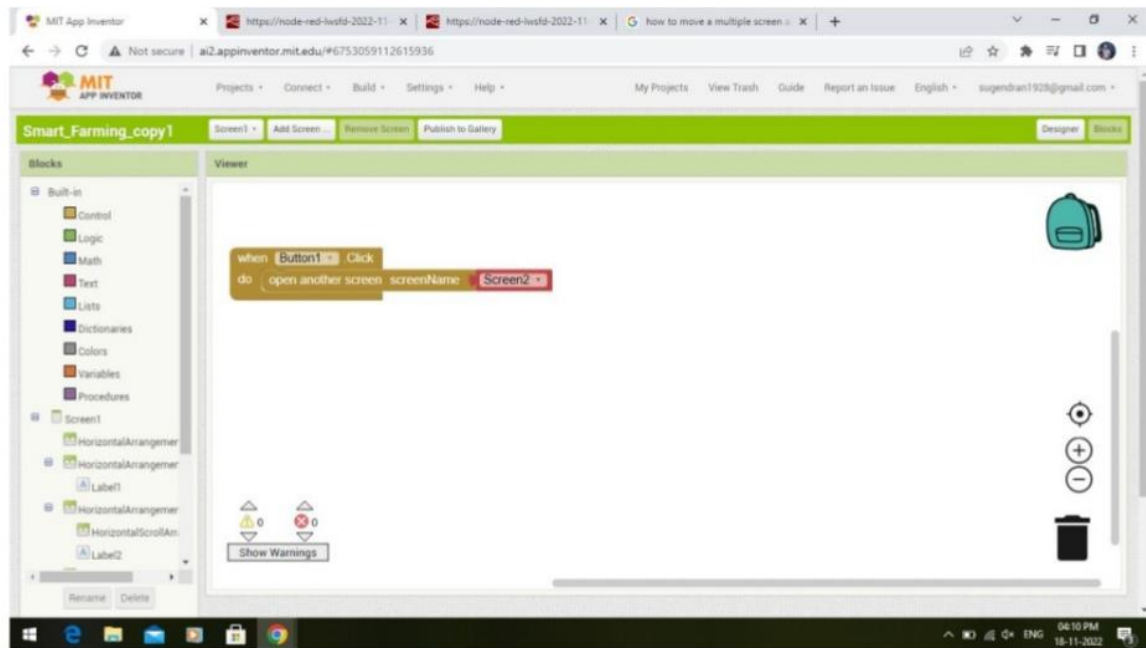 MIT App Inventor
https://node-red-lwsfd-2022-11-
https://node-red-lwsfd-2022-11-
how to move a multiple screen a
Not secure
ai2.appinventor.mit.edu/#6753059112615936
MIT
APP INVENTOR
Projects
Connect
Build
Settings
Help
My Projects
View Trash
Guide
Report an Issue
English
sugendran1928@gmail.com
Smart_Farming_copy1
Screen1
Add Screen ...
Remove Screen
Publish to Gallery
Designer
Blocks
Blocks
Viewer
Built-in
Control
Logic
Math
Text
Lists
Dictionaries
Colors
Variables
Procedures
Screen1
HorizontalArrangemer
HorizontalArrangemer
Label1
HorizontalArrangemer
HorizontalScrollArr
Label2
Rename
Delete
when Button1 .Click
do open another screen screenName Screen2
0
0
Show Warnings
ENG
04:10 PM
18-11-2022